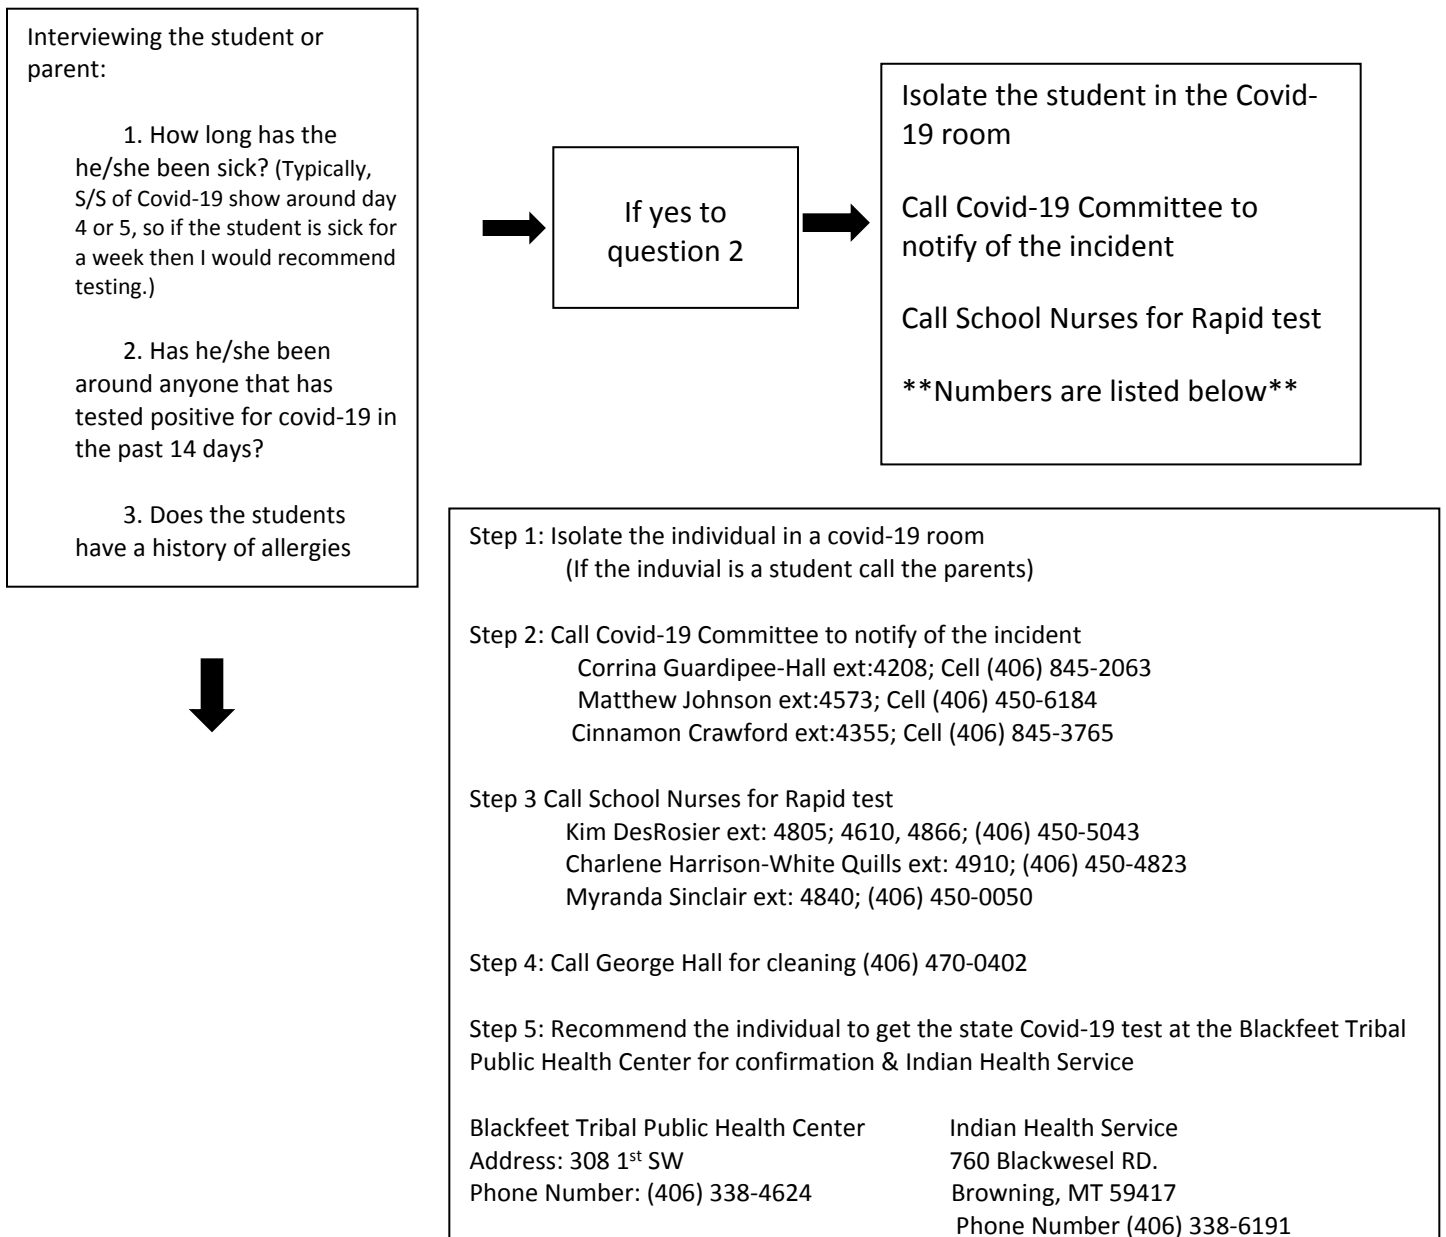 Interviewing the student or
parent:
1. How long has the
he/she been sick? (Typically,
S/S of Covid-19 show around day
4 or 5, so if the student is sick for
a week then I would recommend
testing.)
2. Has he/she been
around anyone that has
tested positive for covid-19 in
the past 14 days?
3. Does the students
have a history of allergies
If yes to
question 2
Isolate the student in the Covid-
19 room
Call Covid-19 Committee to
notify of the incident
Call School Nurses for Rapid test
**Numbers are listed below**
Step 1: Isolate the individual in a covid-19 room
(If the induvial is a student call the parents)
Step 2: Call Covid-19 Committee to notify of the incident
Corrina Guardipee-Hall ext:4208; Cell (406) 845-2063
Matthew Johnson ext:4573; Cell (406) 450-6184
Cinnamon Crawford ext:4355; Cell (406) 845-3765
Step 3 Call School Nurses for Rapid test
Kim DesRosier ext: 4805; 4610, 4866; (406) 450-5043
Charlene Harrison-White Quills ext: 4910; (406) 450-4823
Myranda Sinclair ext: 4840; (406) 450-0050
Step 4: Call George Hall for cleaning (406) 470-0402
Step 5: Recommend the individual to get the state Covid-19 test at the Blackfeet Tribal
Public Health Center for confirmation & Indian Health Service
Blackfeet Tribal Public Health Center
Address: 308 1st SW
Phone Number: (406) 338-4624
Indian Health Service
760 Blackwesel RD.
Browning, MT 59417
Phone Number (406) 338-6191